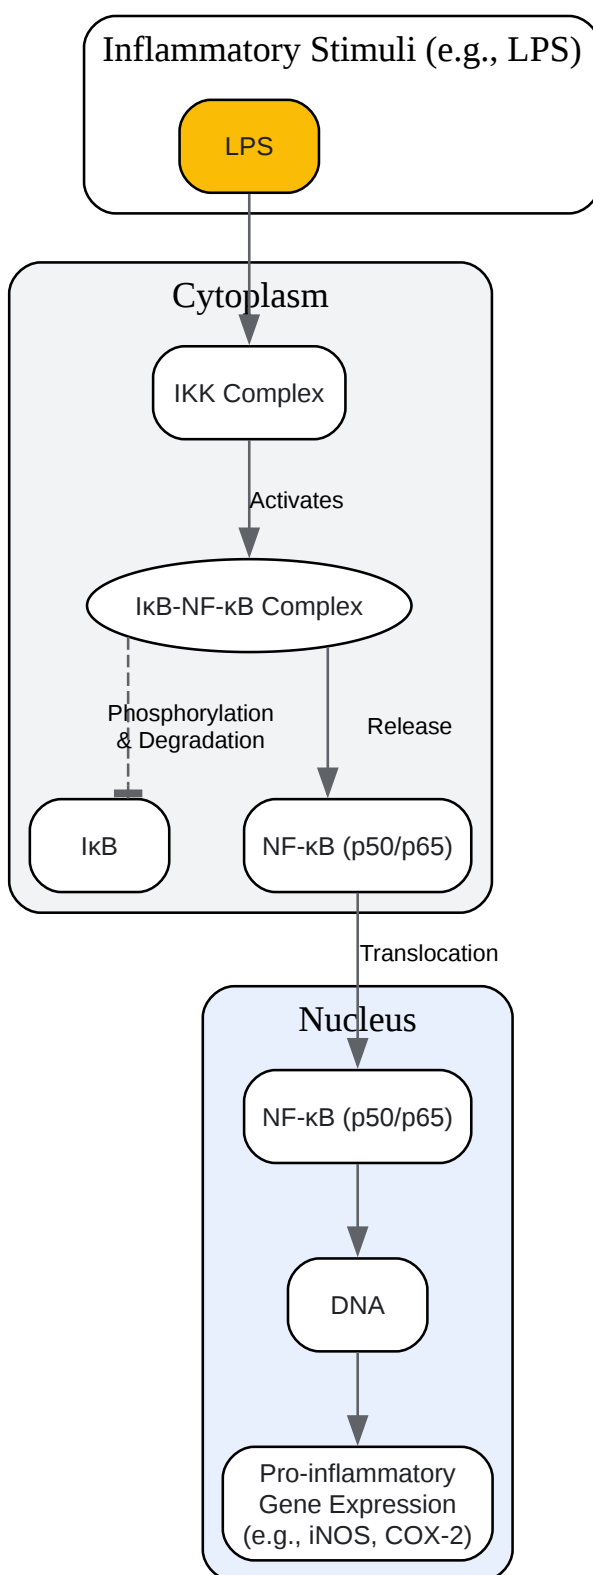 Inflammatory Stimuli (e.g., LPS)
LPS
Cytoplasm
IKK Complex
Activates
IκB-NF-κB Complex
Phosphorylation
& Degradation
Release
IκB
NF-κB (p50/p65)
Translocation
Nucleus
NF-κB (p50/p65)
DNA
Pro-inflammatory
Gene Expression
(e.g., iNOS, COX-2)